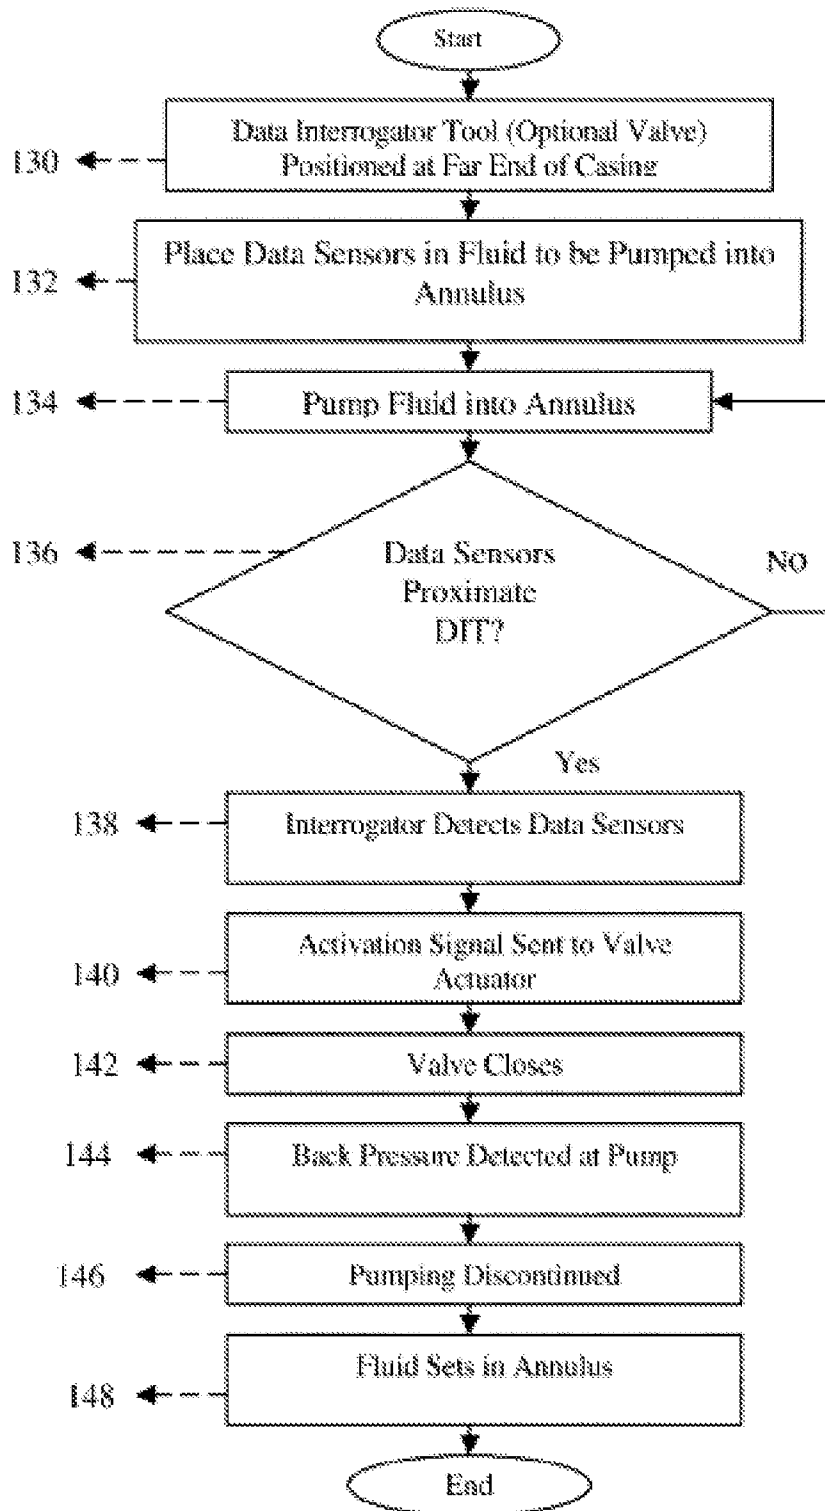 Start
Data Interrogator Tool (Optional Valve)
130
Positioned at Far End of Casing
Place Data Sensors in Fluid to be Pumped into
132
Annulus
134
Pump Fluid into Annulus
136
Data Sensors
Proximate
DIT?
NO
Yes
138
Interrogator Detects Data Sensors
Activation Signal Sent to Valve
140
Actuator
142
Valve Closes
144
Back Pressure Detected at Pump
146
Pumping Discontinued
Fluid Sets in Annulus
148
End